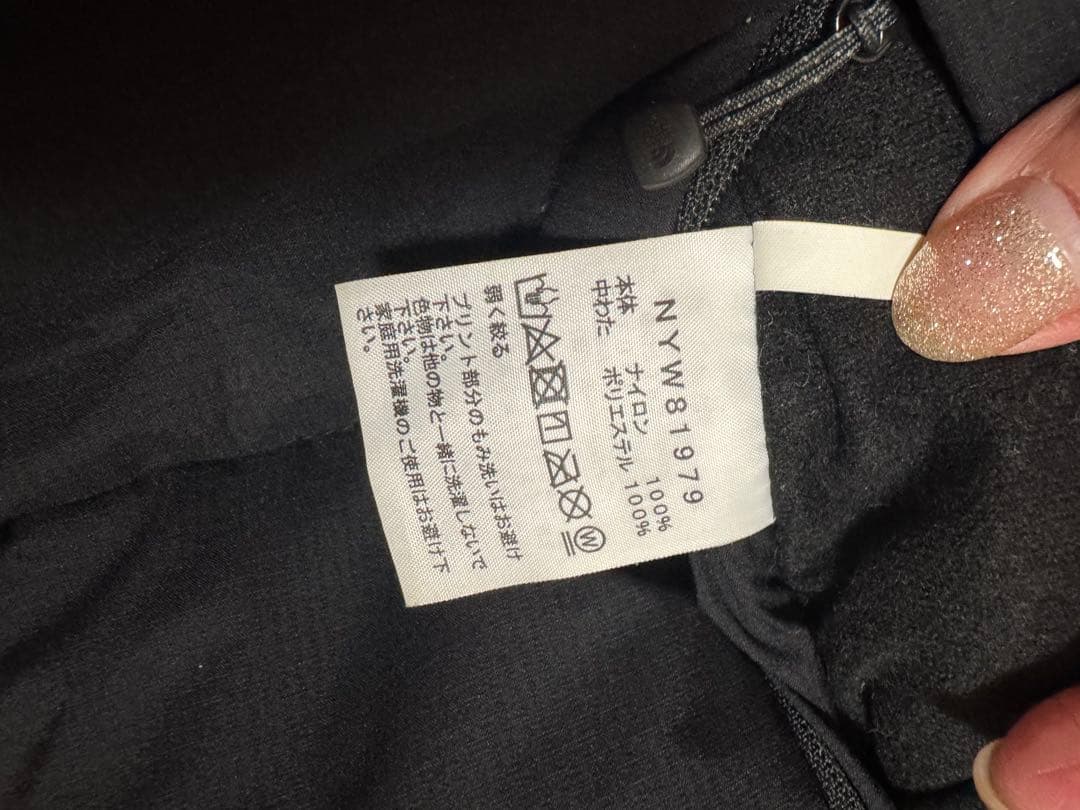 NYW81979
本体 ナイロン 100%
中わた ポリエステル 100%
W
弱く絞る
プリント部分のもみ洗いはお避け
下さい。
色物は他の物と一緒に洗濯しないで
下さい。
家庭用洗濯機のご使用はお避け下
さい。